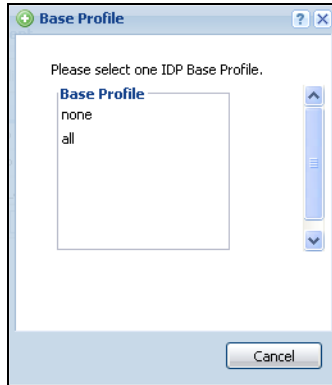 Base Profile
Please select one IDP Base Profile.
Base Profile
none
all
Cancel